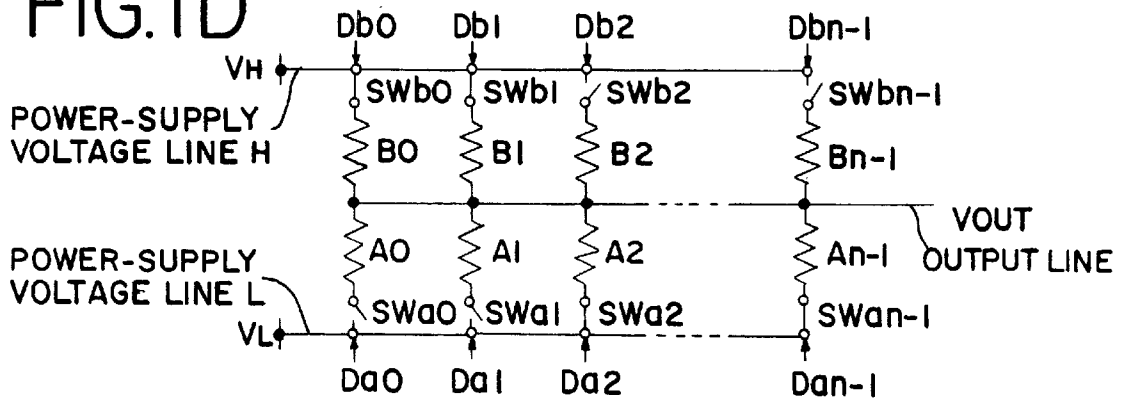 FIG.1D
Db0 Db1 Db2 Dbn-1
VH
SWb0 SWb1 SWb2 SWbn-1
POWER-SUPPLY
VOLTAGE LINE H
B0 B1 B2 Bn-1
VOUT
OUTPUT LINE
A0 A1 A2 An-1
POWER-SUPPLY
VOLTAGE LINE L
SWa0 SWa1 SWa2 SWan-1
VL
Da0 Da1 Da2 Dan-1